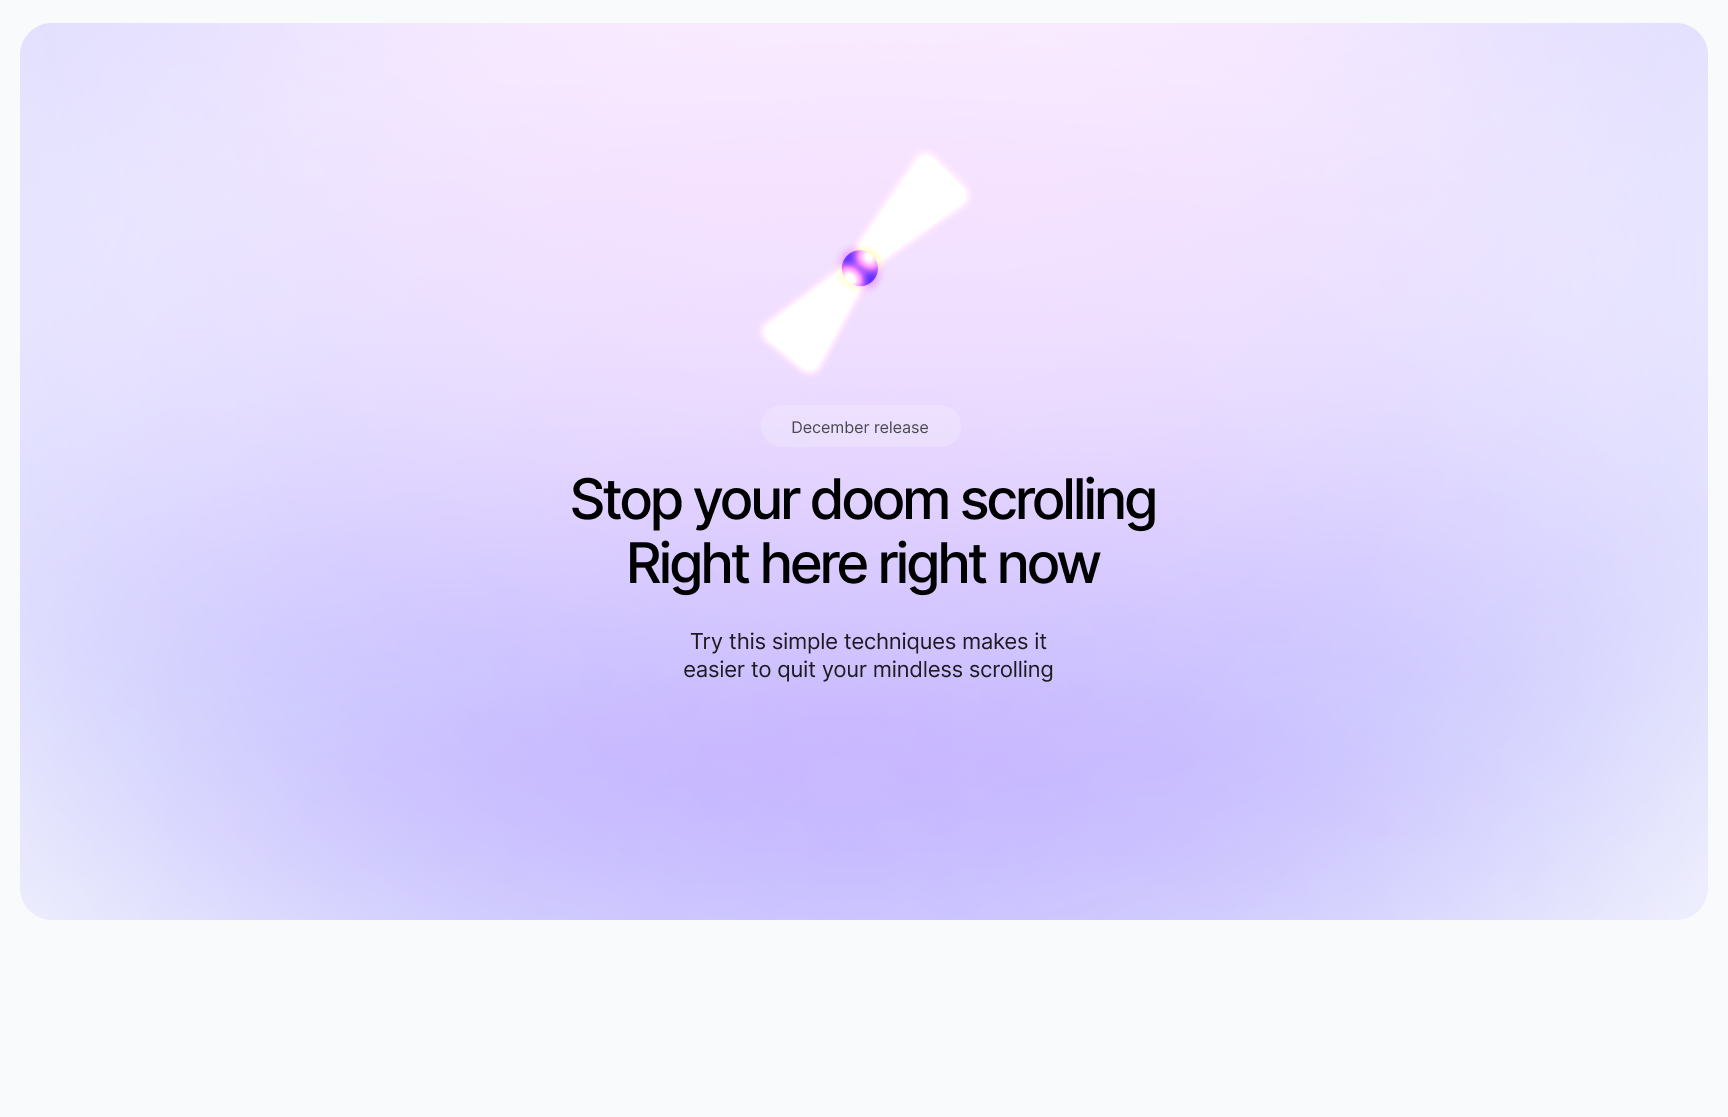 December release
Stop your doom scrolling
Right here right now
Try this simple techniques makes it
easier to quit your mindless scrolling